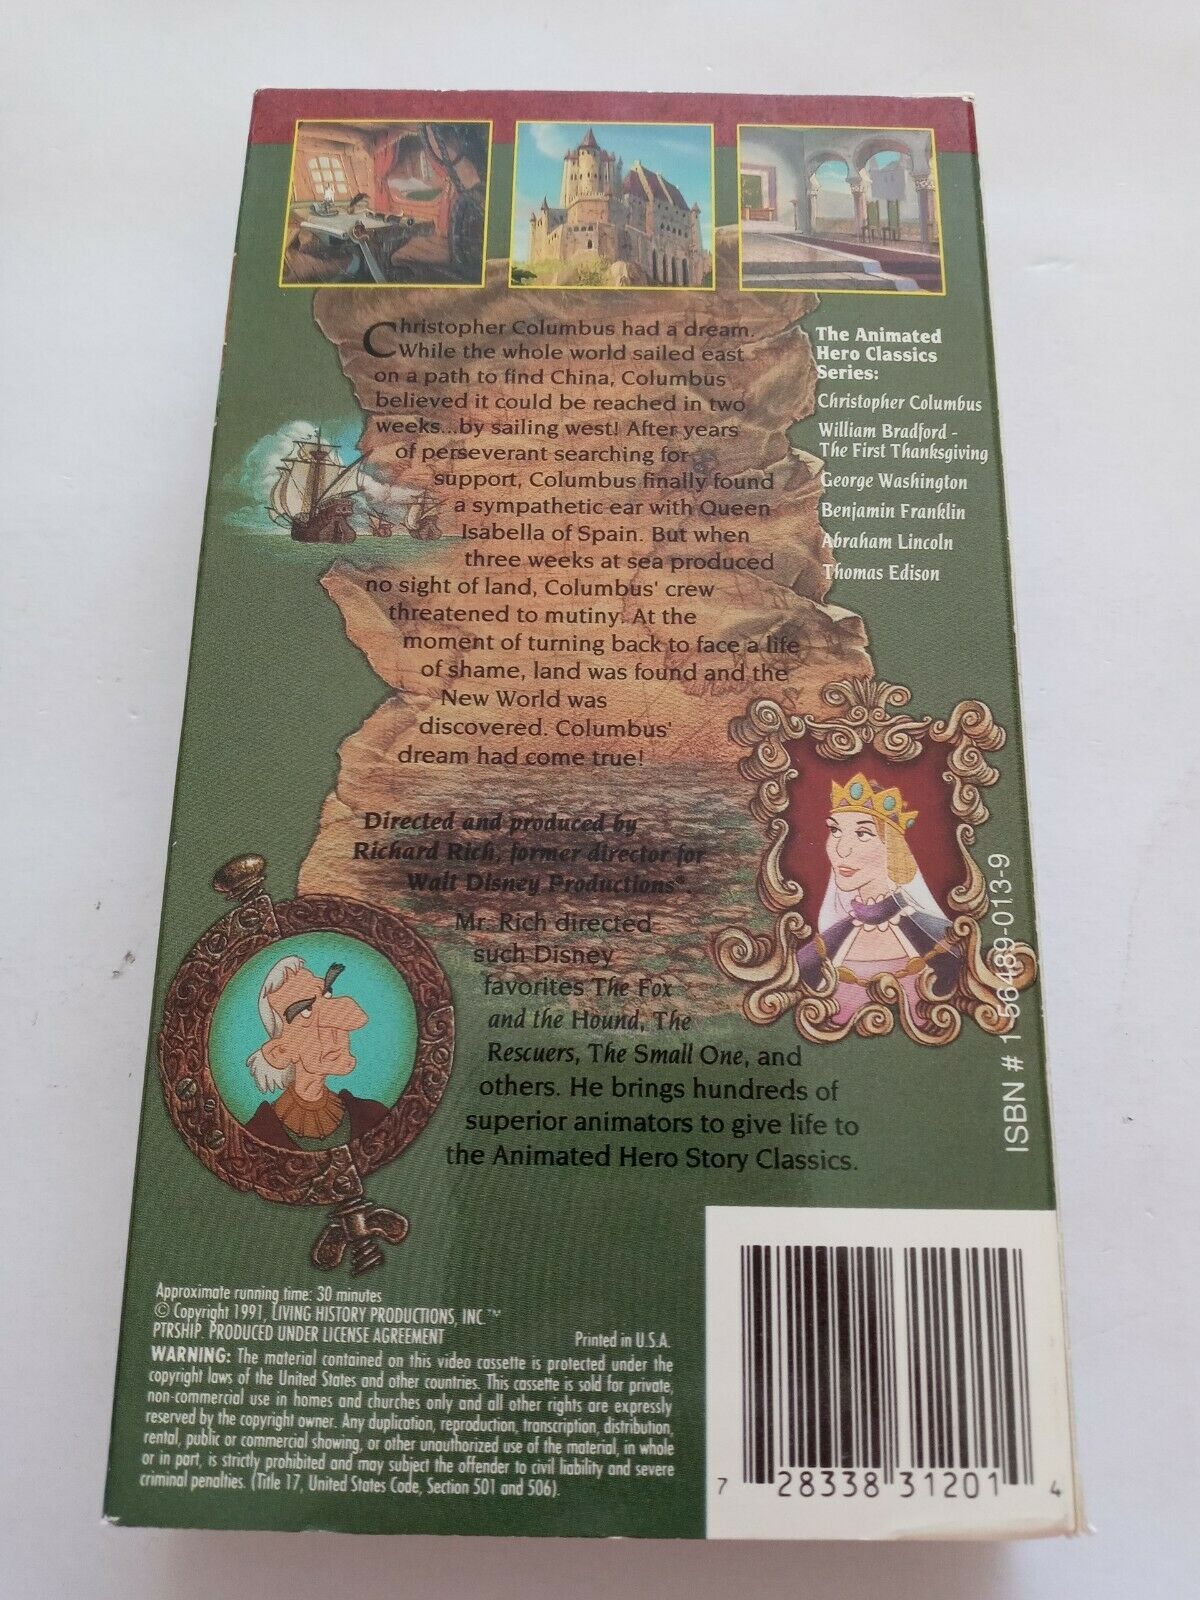 Christopher Columbus had a dream.
While the whole world sailed east
on a path to find China, Columbus
believed it could be reached in two
weeks...by sailing west! After years
of perseverant searching for
support, Columbus finally found
a sympathetic ear with Queen
Isabella of Spain. But when
three weeks at sea produced
no sight of land, Columbus' crew
threatened to mutiny. At the
moment of turning back to face a life
of shame, land was found and the
New World was
discovered. Columbus'
dream had come true!
Directed and produced by
Richard Rich, former director for
Walt Disney Productions®.
Mr. Rich directed
such Disney
favorites The Fox
and the Hound, The
Rescuers, The Small One, and
others. He brings hundreds of
superior animators to give life to
the Animated Hero Story Classics.
The Animated
Hero Classics
Series:
Christopher Columbus
William Bradford -
The First Thanksgiving
George Washington
Benjamin Franklin
Abraham Lincoln
Thomas Edison
ISBN # 1-56489-013-9
Approximate running time: 30 minutes
© Copyright 1991, LIVING HISTORY PRODUCTIONS, INC.™
PTRSHIP. PRODUCED UNDER LICENSE AGREEMENT
Printed in U.S.A.
WARNING: The material contained on this video cassette is protected under the
copyright laws of the United States and other countries. This cassette is sold for private,
non-commercial use in homes and churches only and all other rights are expressly
reserved by the copyright owner. Any duplication, reproduction, transcription, distribution,
rental, public or commercial showing, or other unauthorized use of the material, in whole
or in part, is strictly prohibited and may subject the offender to civil liability and severe
criminal penalties. (Title 17, United States Code, Section 501 and 506).
7 28338 31201 4